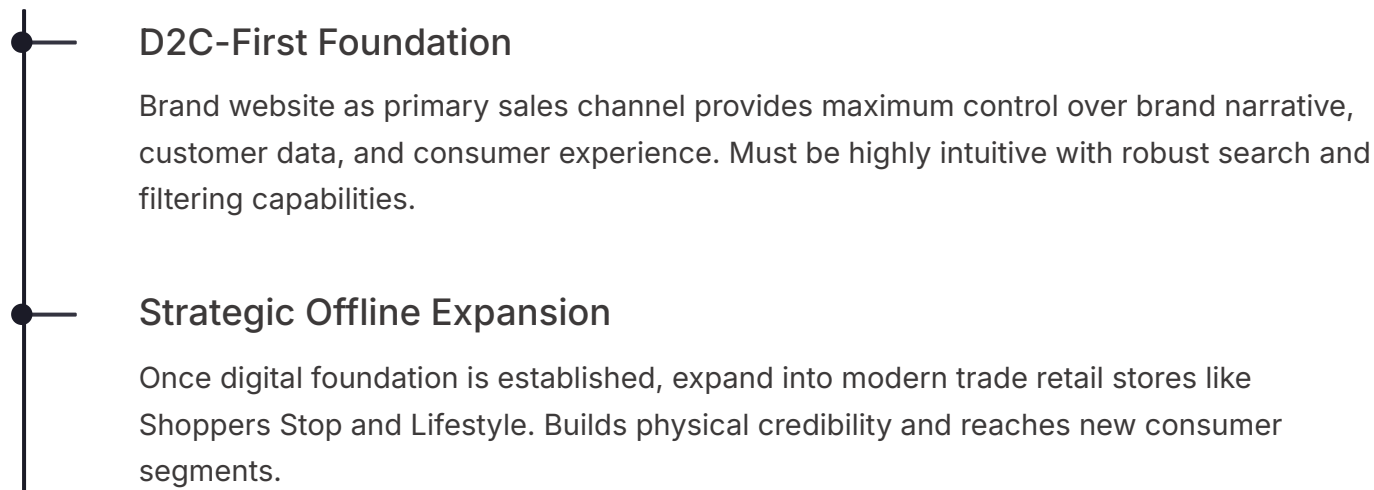 D2C-First Foundation
Brand website as primary sales channel provides maximum control over brand narrative,
customer data, and consumer experience. Must be highly intuitive with robust search and
filtering capabilities.
Strategic Offline Expansion
Once digital foundation is established, expand into modern trade retail stores like
Shoppers Stop and Lifestyle. Builds physical credibility and reaches new consumer
segments.